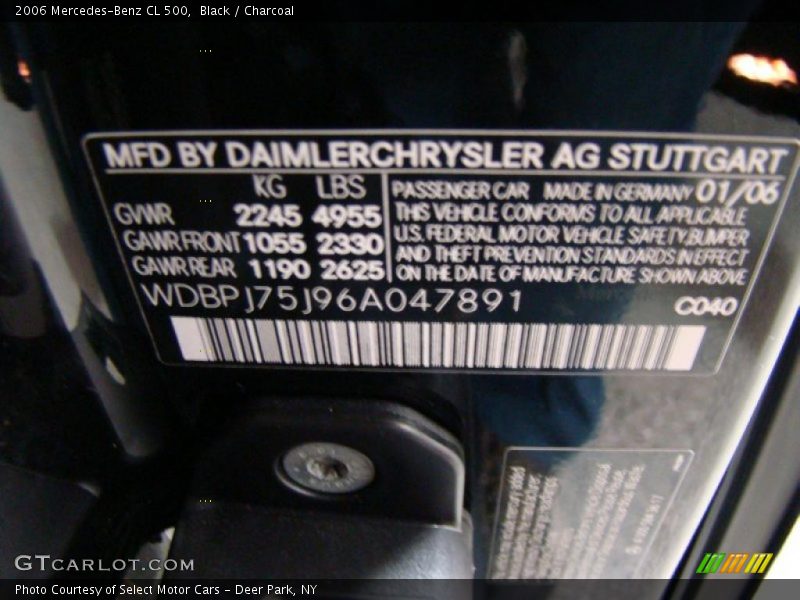 2006 Mercedes-Benz CL 500,  Black / Charcoal
MFD BY DAIMLERCHRYSLER AG STUTTGART
KG LBS
GVWR 2245 4955
GAWR FRONT 1055 2330
GAWR REAR 1190 2625
PASSENGER CAR MADE IN GERMANY 01/06
THIS VEHICLE CONFORMS TO ALL APPLICABLE
U.S. FEDERAL MOTOR VEHICLE SAFETY, BUMPER
AND THEFT PREVENTION STANDARDS IN EFFECT
ON THE DATE OF MANUFACTURE SHOWN ABOVE
WDBPJ75J96A047891
C040
GTCARLOT.COM
Photo Courtesy of Select Motor Cars - Deer Park, NY